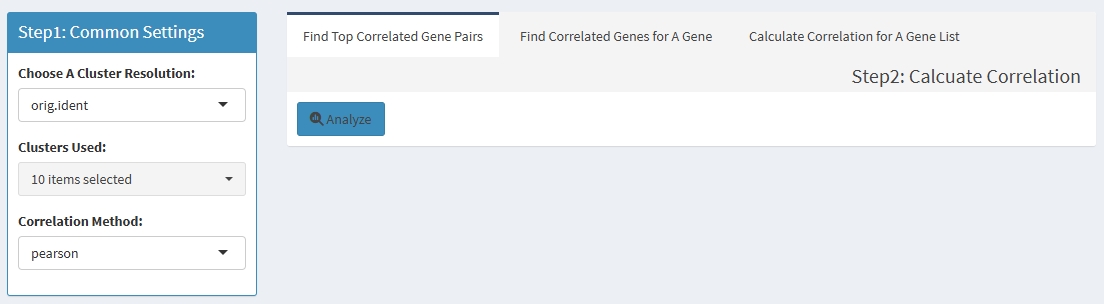 Step1: Common Settings
Choose A Cluster Resolution:
orig.ident
Clusters Used:
10 items selected
Correlation Method:
pearson
Find Top Correlated Gene Pairs
Find Correlated Genes for A Gene
Calculate Correlation for A Gene List
Step2: Calcuate Correlation
Analyze